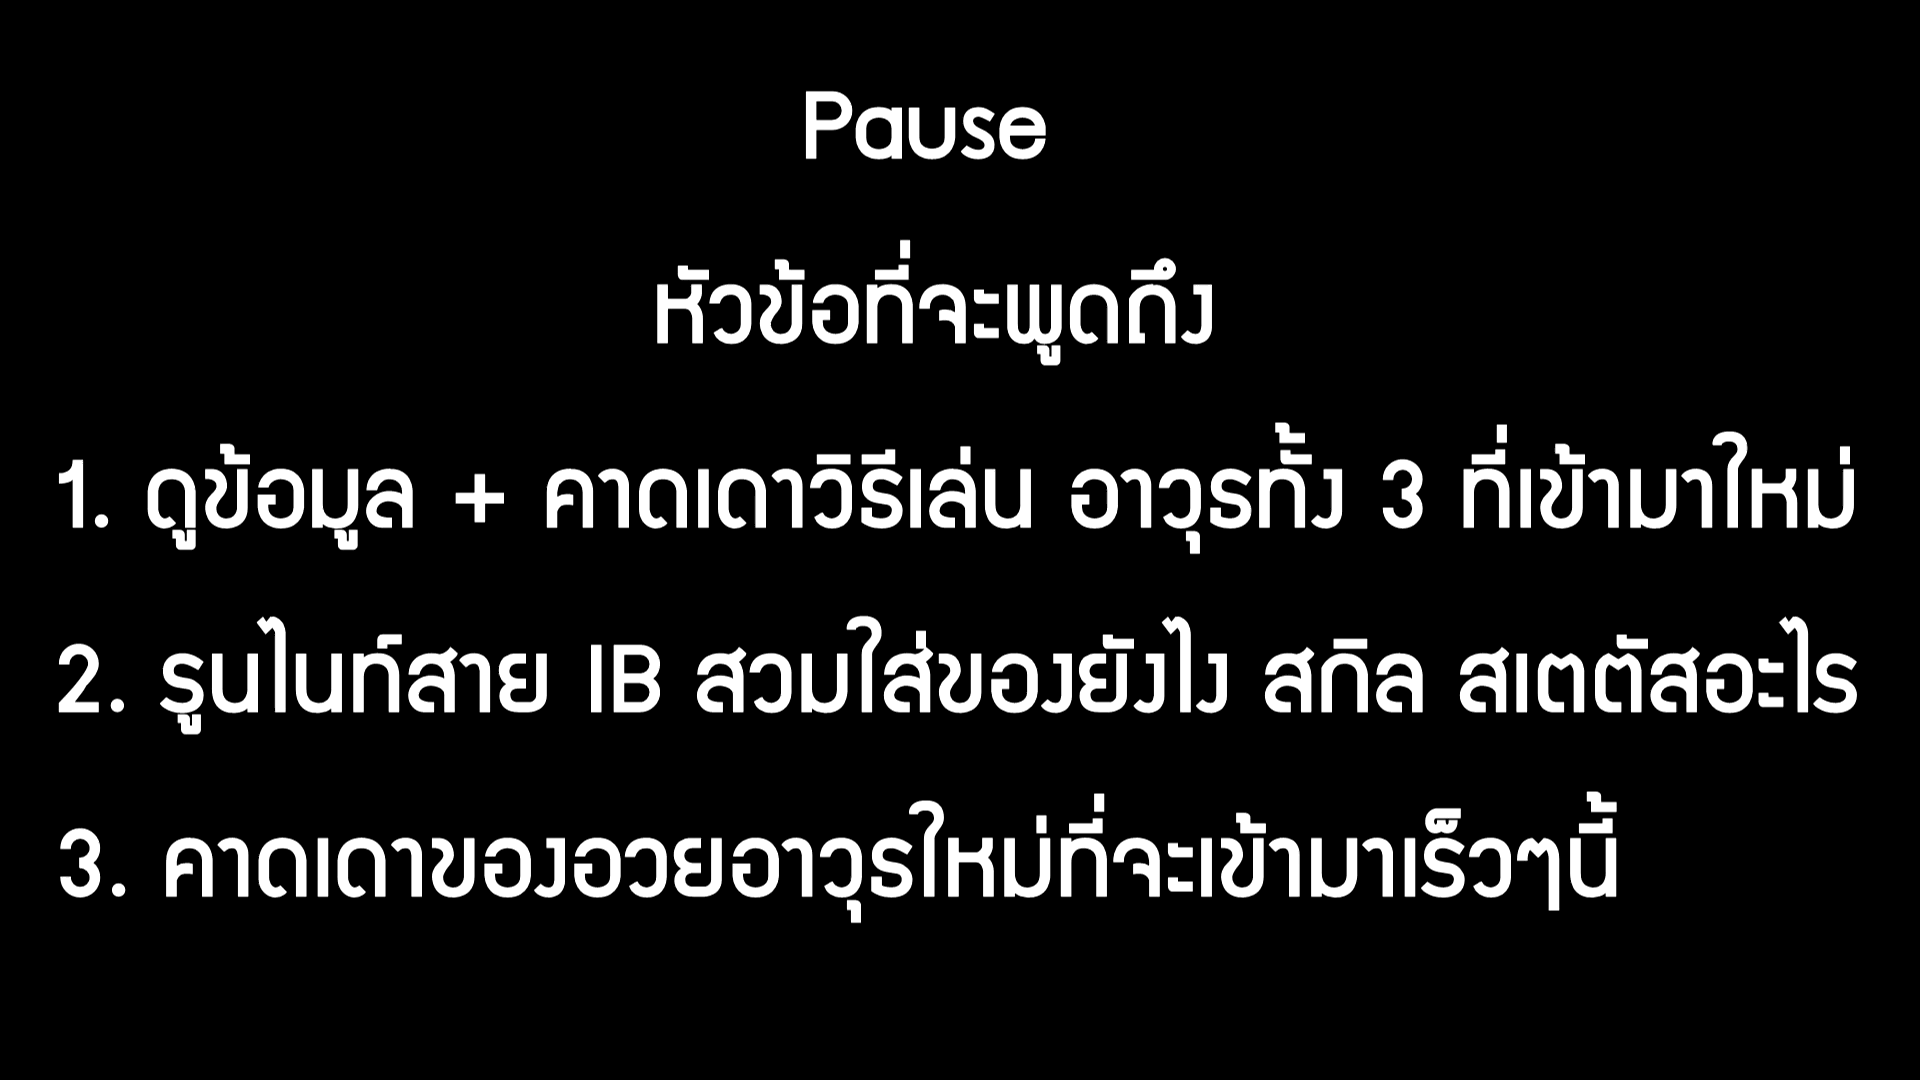 Pause
หัวข้อที่จะพูดถึง
1. ดูข้อมูล + คาดเดาวิธีเล่น อาวุธทั้ง 3 ที่เข้ามาใหม่
2. รูนไนท์สาย IB สวมใส่ของยังไง สกิล สเตตัสอะไร
3. คาดเดาของอวยอาวุธใหม่ที่จะเข้ามาเร็วๆนี้